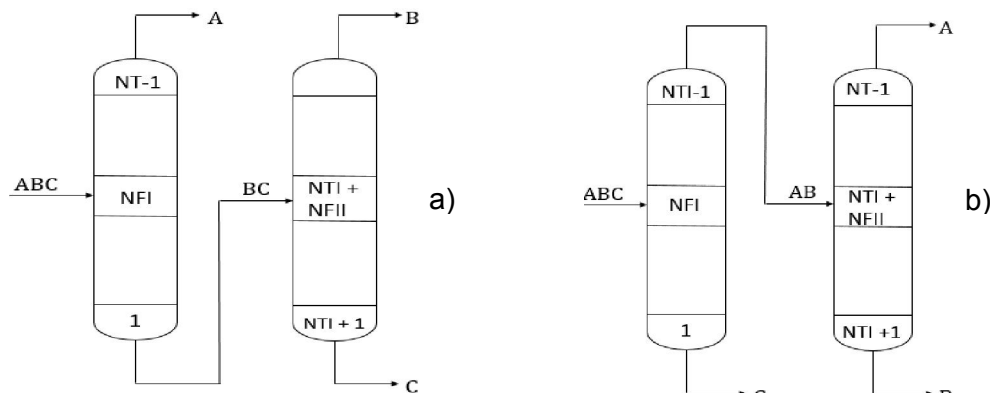 A
NT-1
ABC
NFI
1
B
BC
NTI +
NFII
NTI + 1
C
a)
NTI-1
ABC
NFI
1
A
NT-1
AB
NTI +
NFII
NTI +1
b)